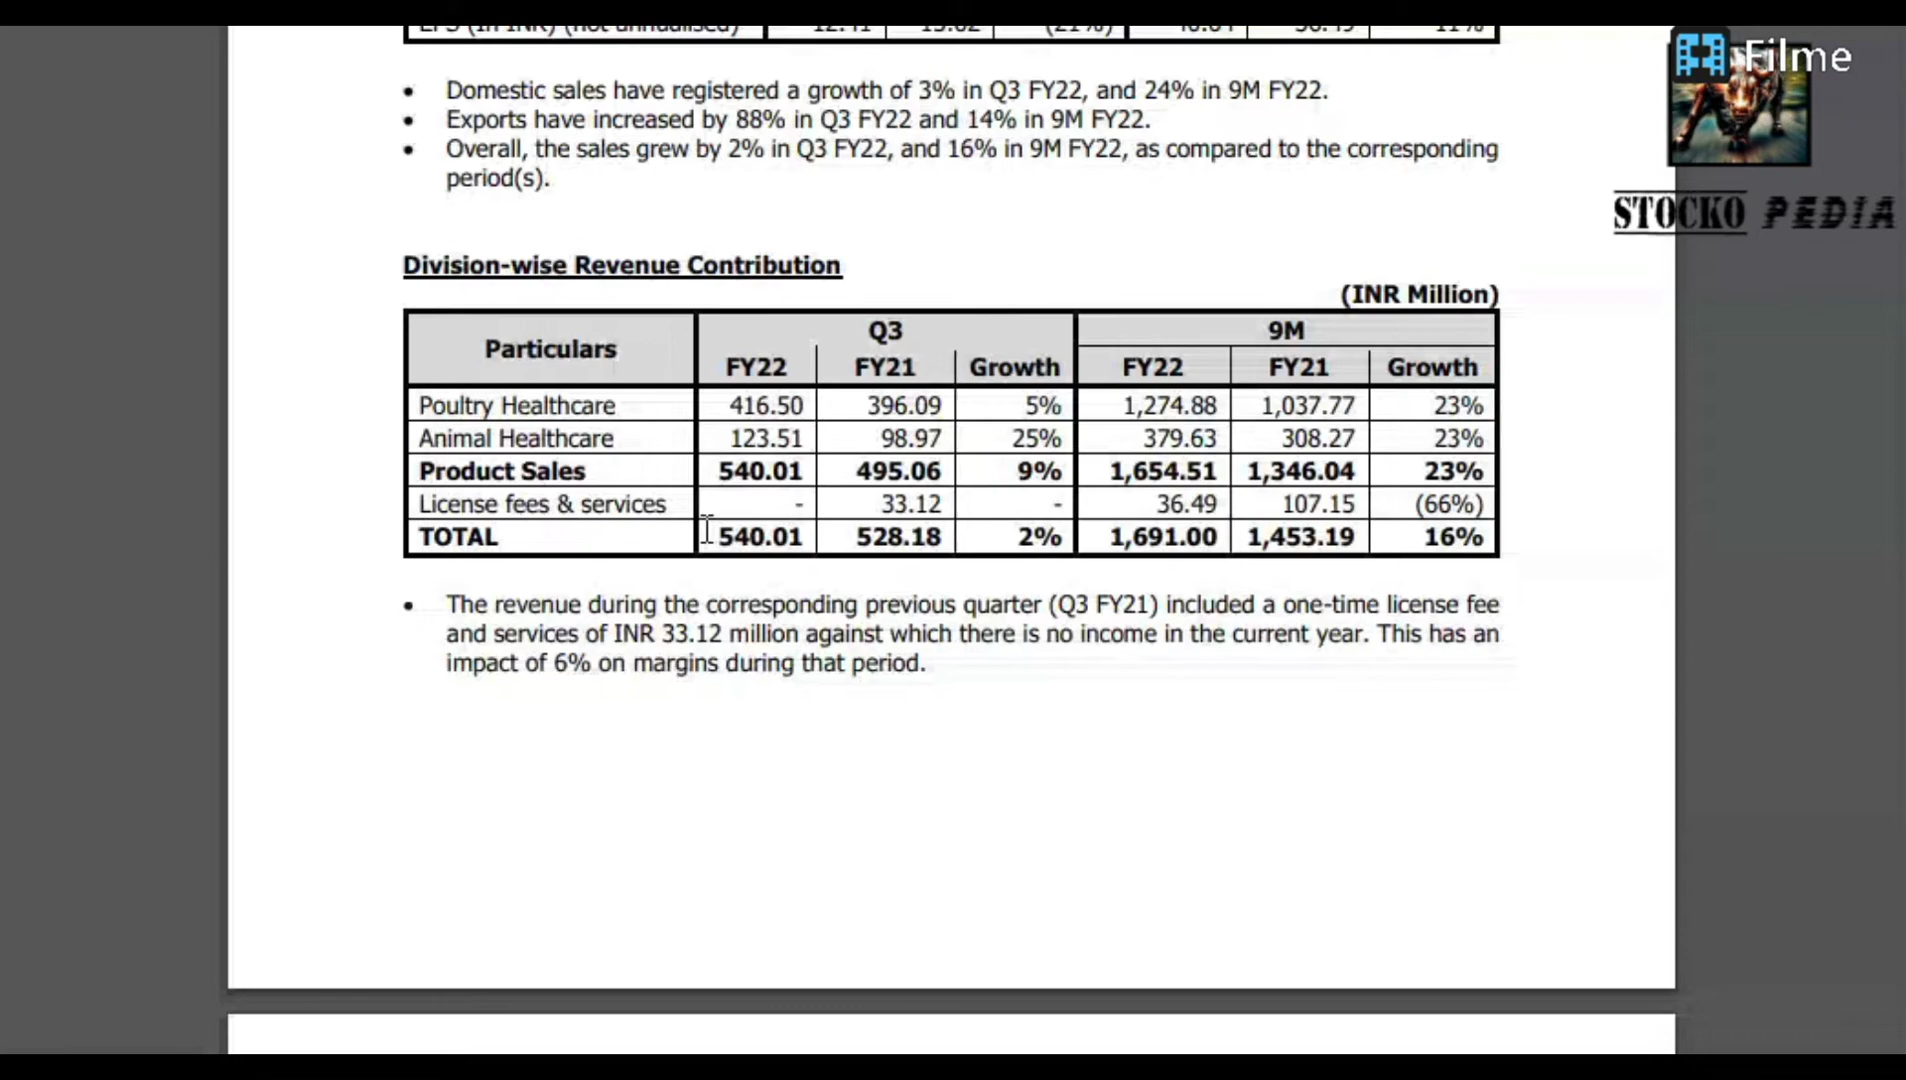 Filme
STOCKO PEDIA
• Domestic sales have registered a growth of 3% in Q3 FY22, and 24% in 9M FY22.
• Exports have increased by 88% in Q3 FY22 and 14% in 9M FY22.
• Overall, the sales grew by 2% in Q3 FY22, and 16% in 9M FY22, as compared to the corresponding
period(s).
Division-wise Revenue Contribution
(INR Million)
Particulars Q3 9M
FY22 FY21 Growth FY22 FY21 Growth
Poultry Healthcare 416.50 396.09 5% 1,274.88 1,037.77 23%
Animal Healthcare 123.51 98.97 25% 379.63 308.27 23%
Product Sales 540.01 495.06 9% 1,654.51 1,346.04 23%
License fees & services - 33.12 - 36.49 107.15 (66%)
TOTAL 540.01 528.18 2% 1,691.00 1,453.19 16%
• The revenue during the corresponding previous quarter (Q3 FY21) included a one-time license fee
and services of INR 33.12 million against which there is no income in the current year. This has an
impact of 6% on margins during that period.